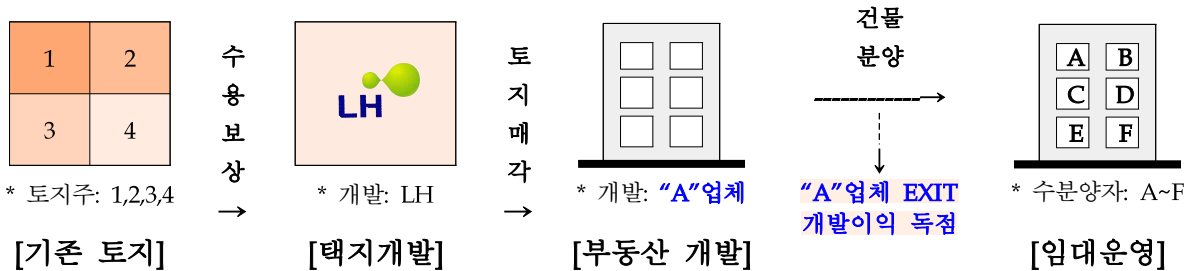 1 2
3 4
* 토지주: 1,2,3,4
[기존 토지]
수용보상
→
LH
* 개발: LH
[택지개발]
토지매각
→
* 개발: “A”업체
[부동산 개발]
건물
분양
“A”업체 EXIT
개발이익 독점
A B
C D
E F
* 수분양자: A~F
[임대운영]